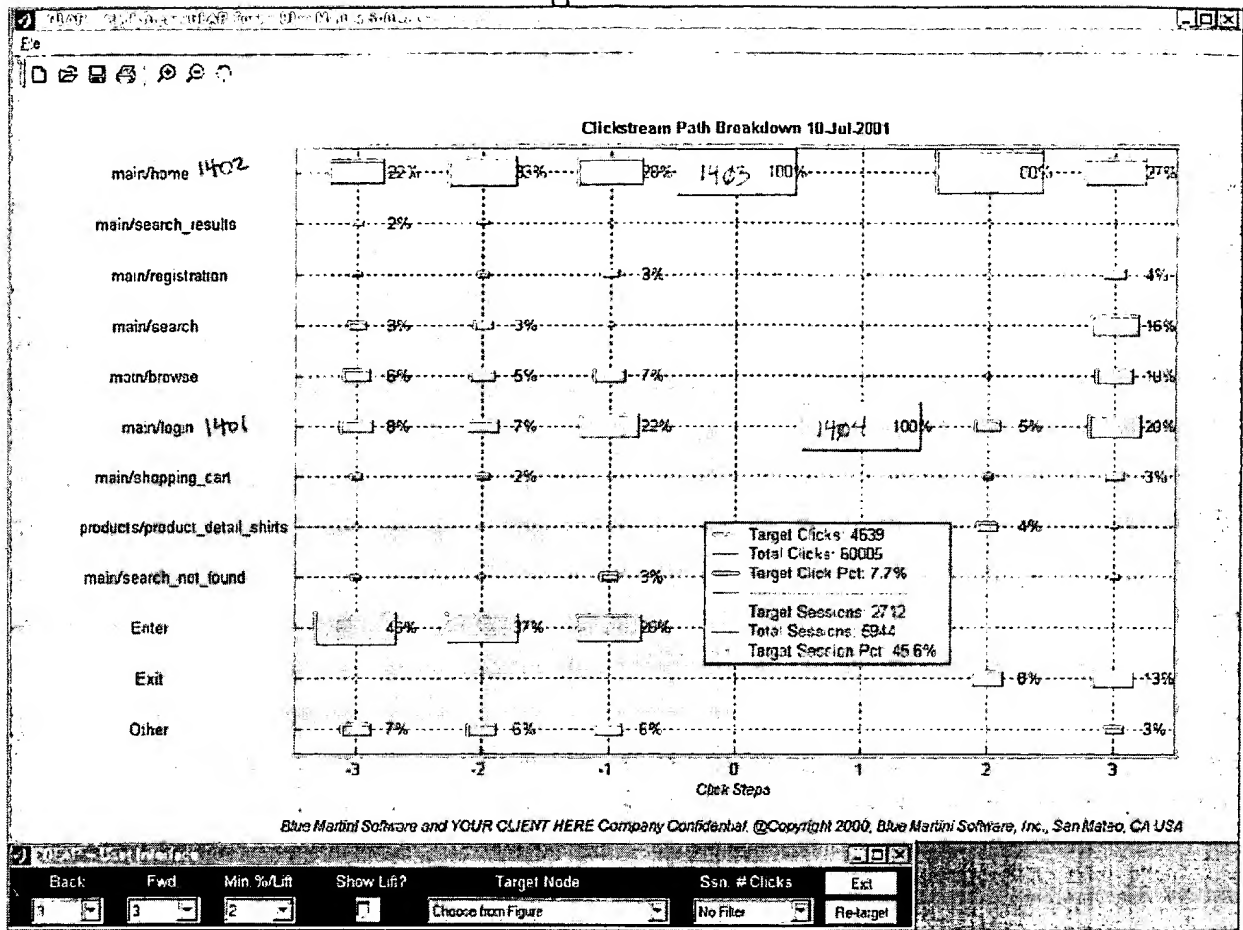 File
Clickstream Path Breakdown 10-Jul-2001
main/home 1402 22% 33% 28% 1403 100% 27%
main/search_results 2%
main/registration 3% 4%
main/search 3% 3% 16%
main/browse 6% 5% 7%
main/login 1401 8% 7% 22% 1404 100% 5% 20%
main/shopping_cart 2% 3%
products/product_detail_shirts 4%
main/search_not_found 3%
Enter 37%
Exit 13%
Other 7% 6% 6% 3%
Target Clicks: 4639
Total Clicks: 60005
Target Click Pct: 7.7%
Target Sessions: 2712
Total Sessions: 5944
Target Session Pct: 45.6%
-3 -2 -1 0 1 2 3
Click Steps
Blue Martini Software and YOUR CLIENT HERE Company Confidential. @Copyright 2000, Blue Martini Software, Inc., San Mateo, CA USA
Back Fwd. Min. %/Lift Show Lift? Target Node Ssn. # Clicks Exit
3 3 2 Choose from Figure No Filter Re-target